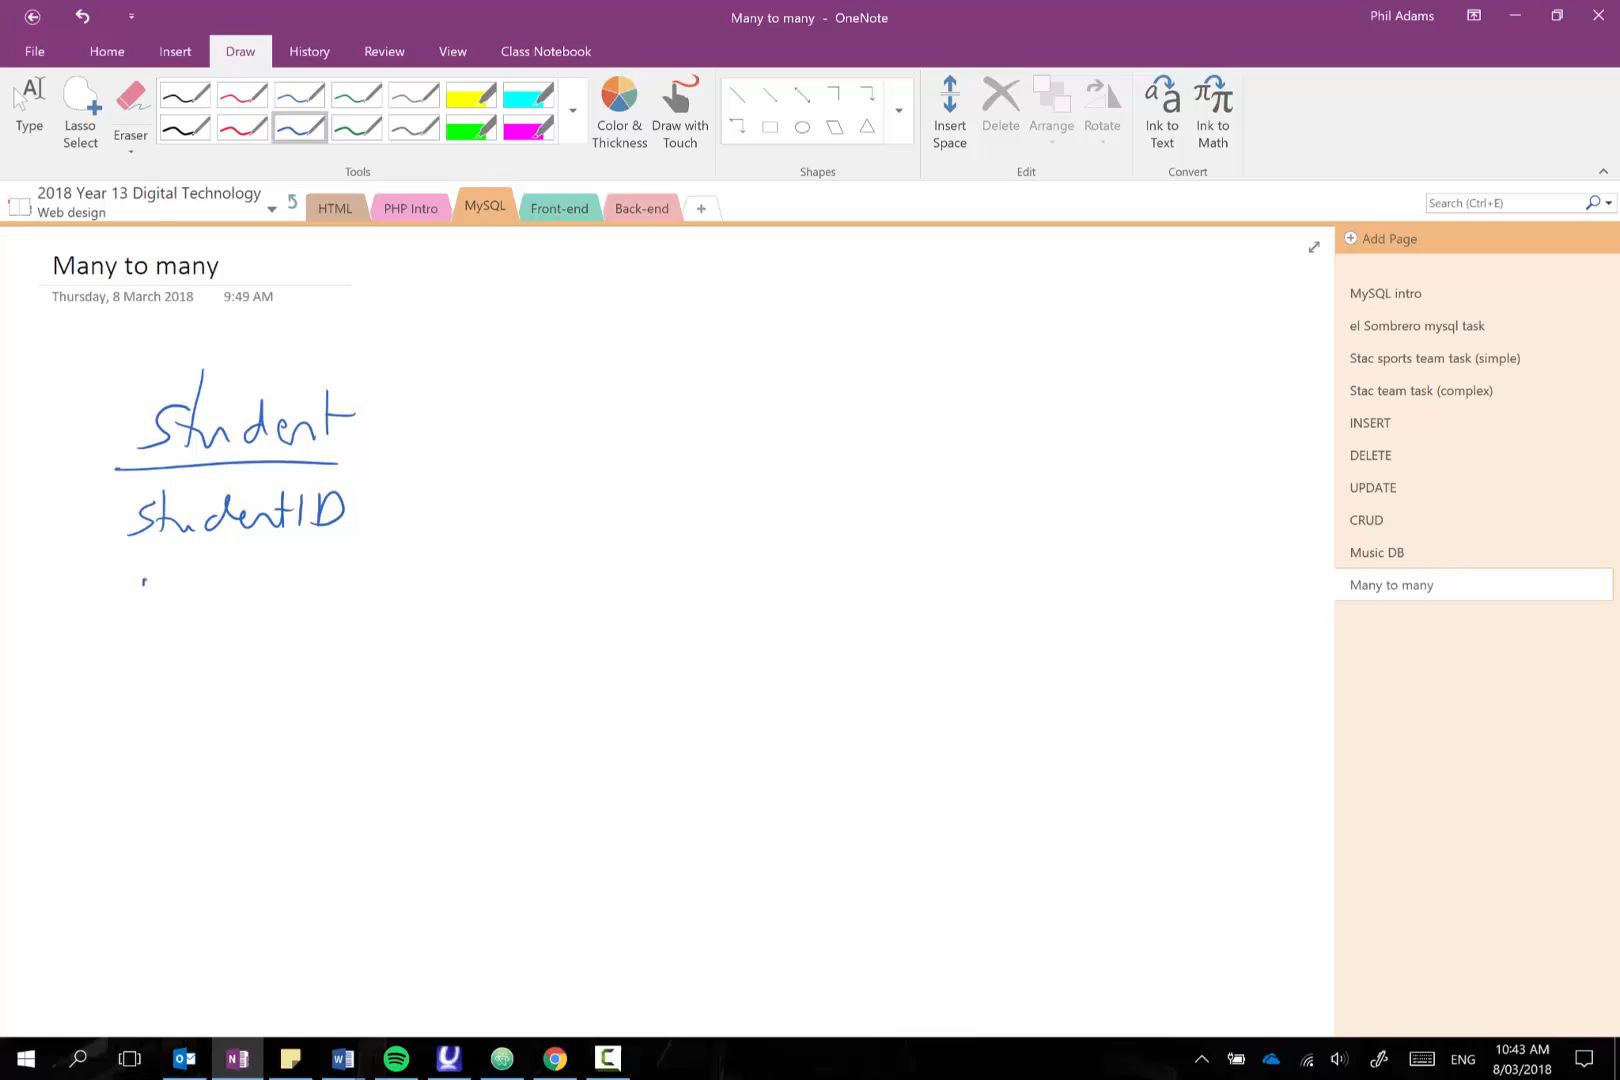 Many to many - OneNote
Phil Adams
File Home Insert Draw History Review View Class Notebook
Type
Lasso Select
Eraser
Color & Thickness
Draw with Touch
Insert Space
Delete
Arrange
Rotate
Ink to Text
Ink to Math
Tools
Shapes
Edit
Convert
2018 Year 13 Digital Technology
Web design
HTML
PHP Intro
MySQL
Front-end
Back-end
Search (Ctrl+E)
Many to many
Thursday, 8 March 2018 9:49 AM
student
studentID
Add Page
MySQL intro
el Sombrero mysql task
Stac sports team task (simple)
Stac team task (complex)
INSERT
DELETE
UPDATE
CRUD
Music DB
Many to many
ENG
10:43 AM
8/03/2018